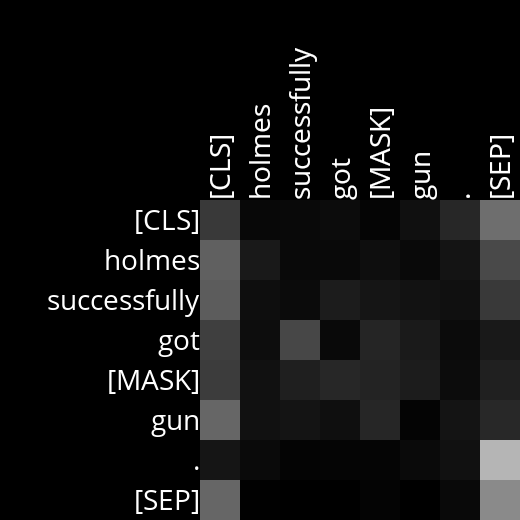 [CLS]
holmes
successfully
got
[MASK]
gun
.
[SEP]
[CLS]
holmes
successfully
got
[MASK]
gun
.
[SEP]